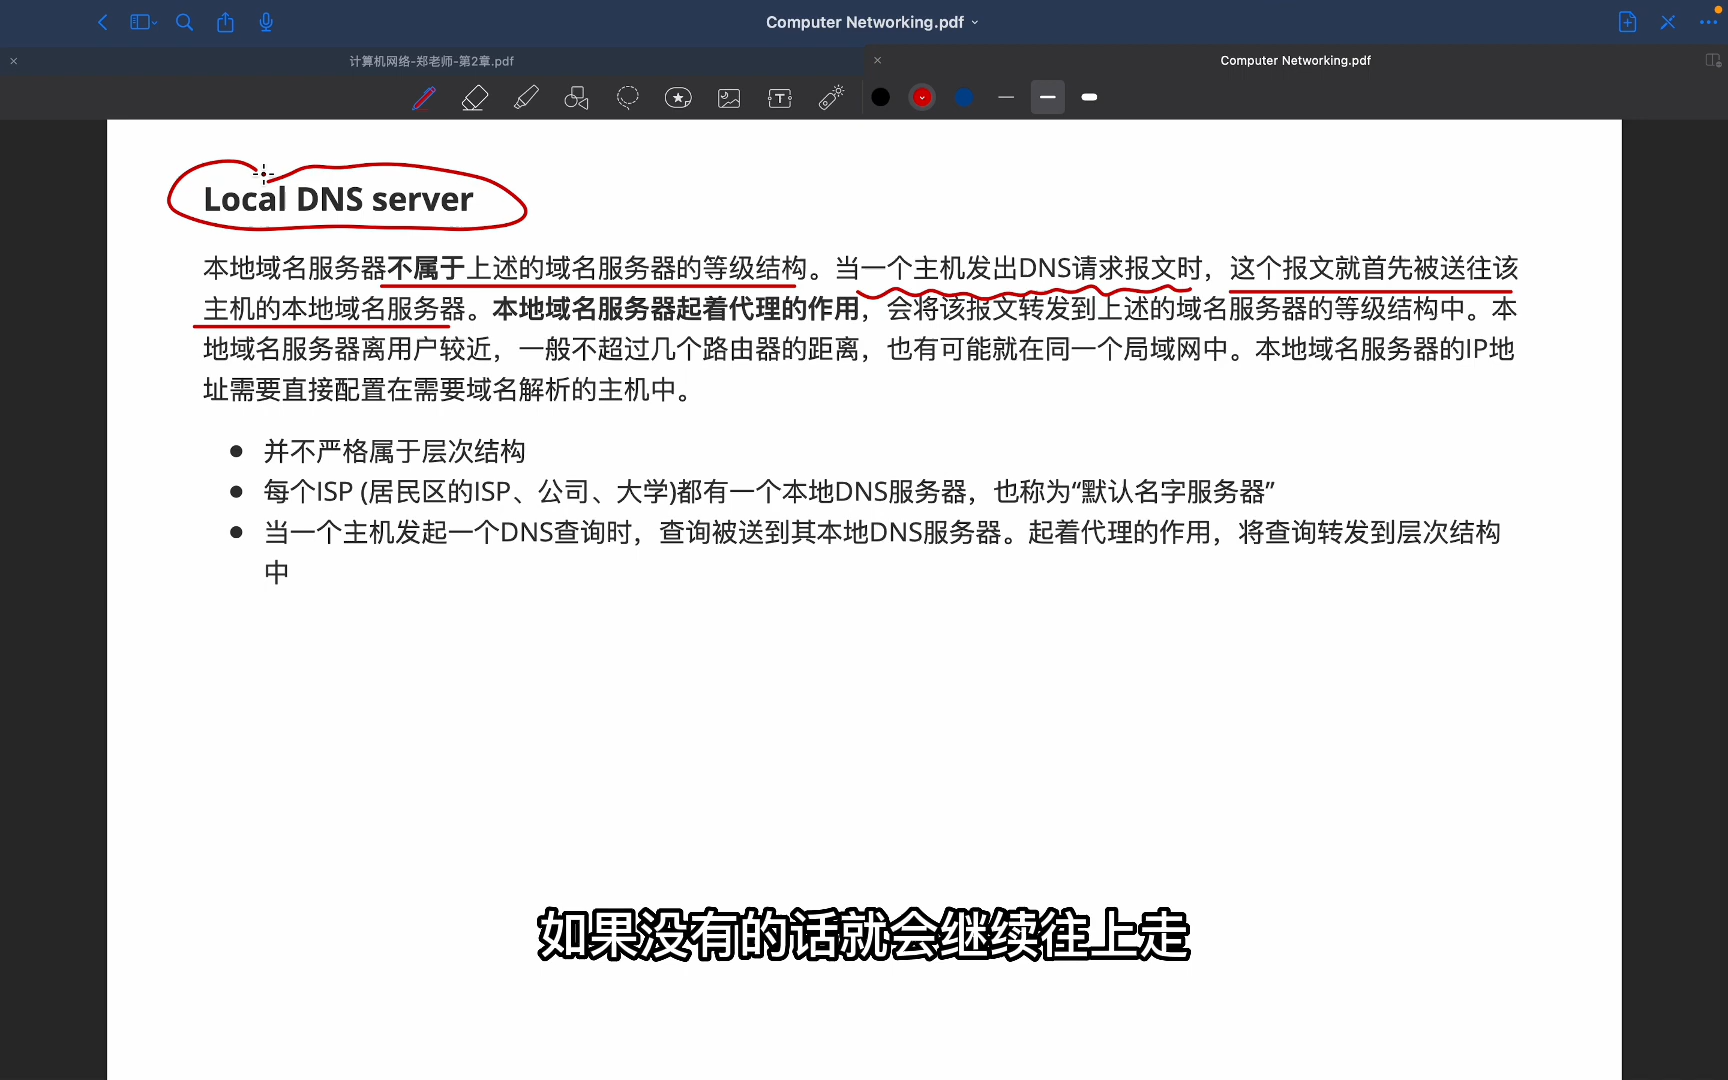 Computer Networking.pdf
计算机网络-郑老师-第2章.pdf
Computer Networking.pdf
Local DNS server
本地域名服务器不属于上述的域名服务器的等级结构。当一个主机发出DNS请求报文时，这个报文就首先被送往该
主机的本地域名服务器。本地域名服务器起着代理的作用，会将该报文转发到上述的域名服务器的等级结构中。本
地域名服务器离用户较近，一般不超过几个路由器的距离，也有可能就在同一个局域网中。本地域名服务器的IP地
址需要直接配置在需要域名解析的主机中。
● 并不严格属于层次结构
● 每个ISP (居民区的ISP、公司、大学)都有一个本地DNS服务器，也称为“默认名字服务器”
● 当一个主机发起一个DNS查询时，查询被送到其本地DNS服务器。起着代理的作用，将查询转发到层次结构
中
如果没有的话就会继续往上走